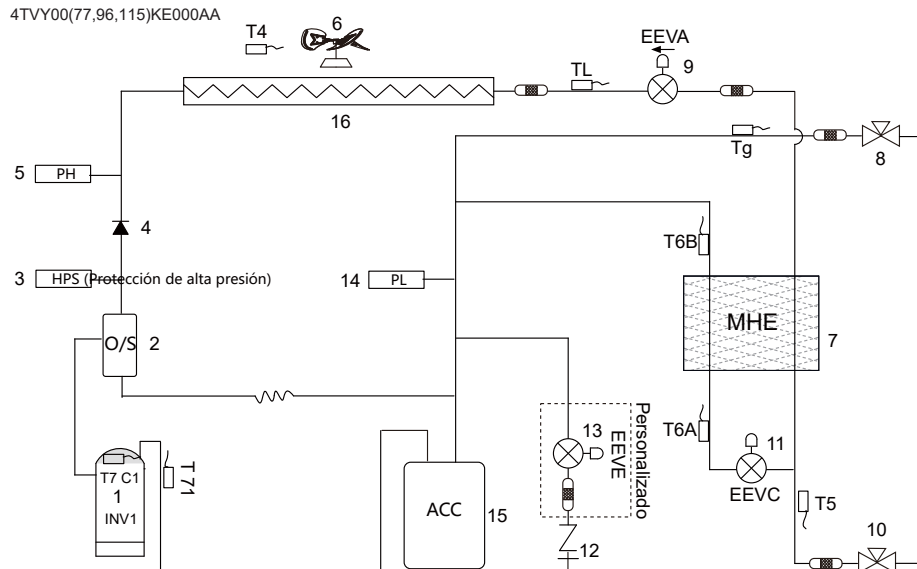 4TVY00(77,96,115)KE000AA
T4
6
EEVA
TL
9
16
Tg
8
5
PH
4
T6B
3
HPS (Protección de alta presión)
14
PL
MHE
7
O/S
2
Personalizado
EEVE
13
T6A
11
EEVC
T7 C1
1
INV1
T 71
ACC
15
T5
12
10